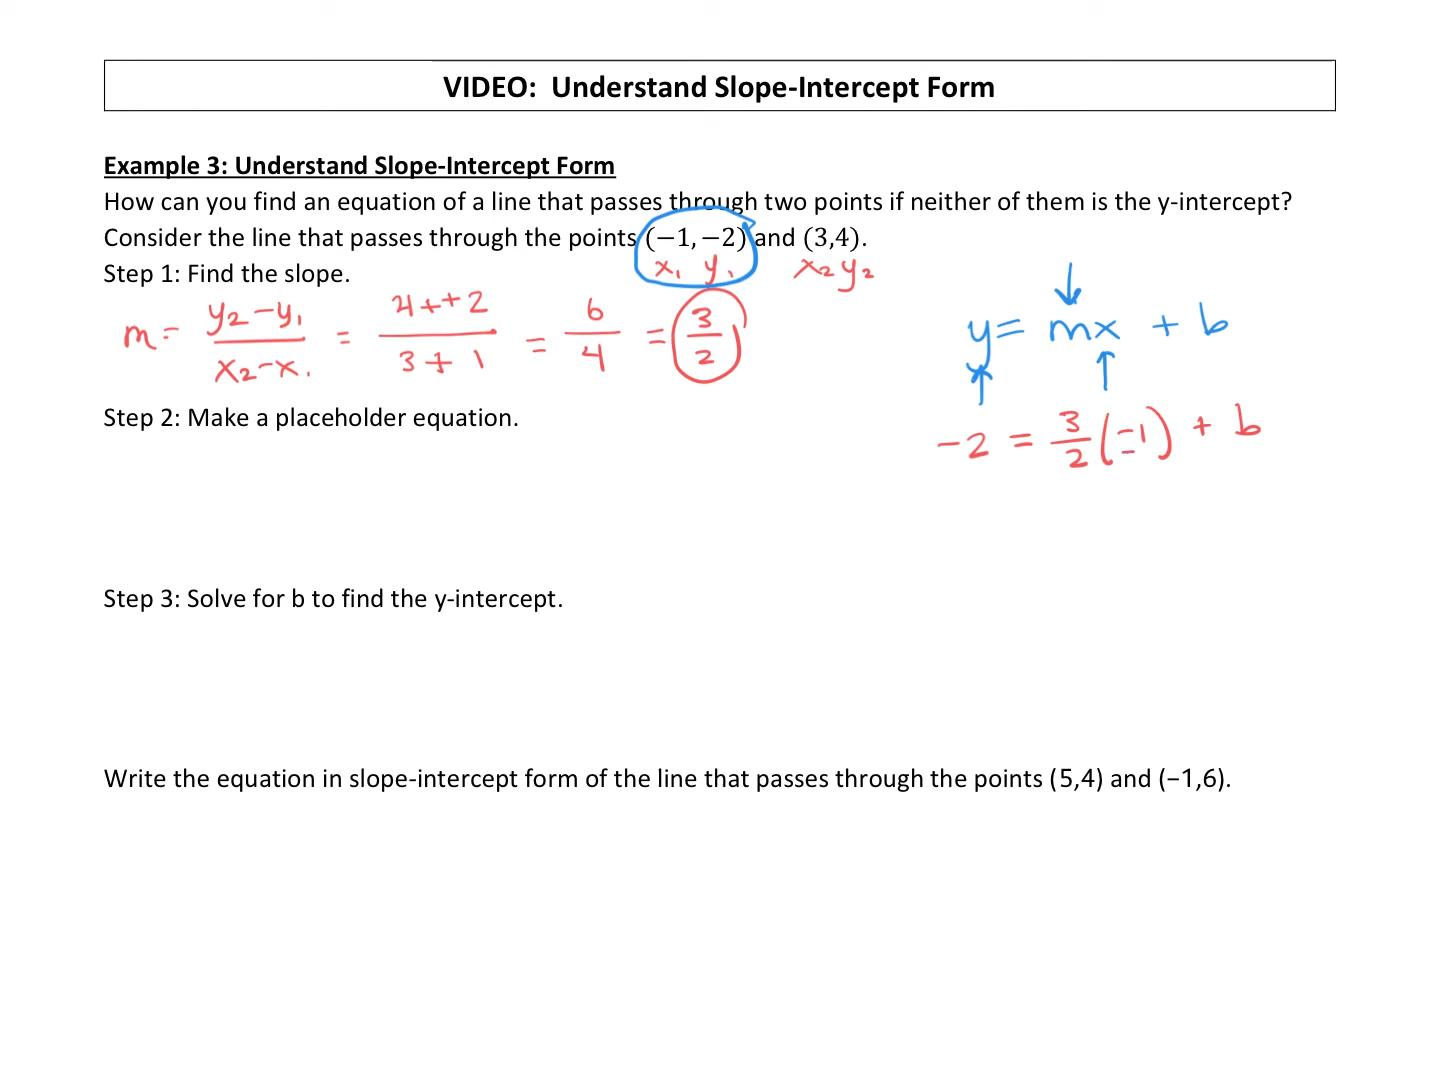 VIDEO: Understand Slope-Intercept Form
Example 3: Understand Slope-Intercept Form
How can you find an equation of a line that passes through two points if neither of them is the y-intercept?
Consider the line that passes through the points (−1,−2) and (3,4).
Step 1: Find the slope.
x₁ y₁ x₂ y₂
m = (y₂-y₁)/(x₂-x₁) = (4++2)/(3+1) = 6/4 = 3/2
y = mx + b
Step 2: Make a placeholder equation.
-2 = 3/2 (-1) + b
Step 3: Solve for b to find the y-intercept.
Write the equation in slope-intercept form of the line that passes through the points (5,4) and (−1,6).